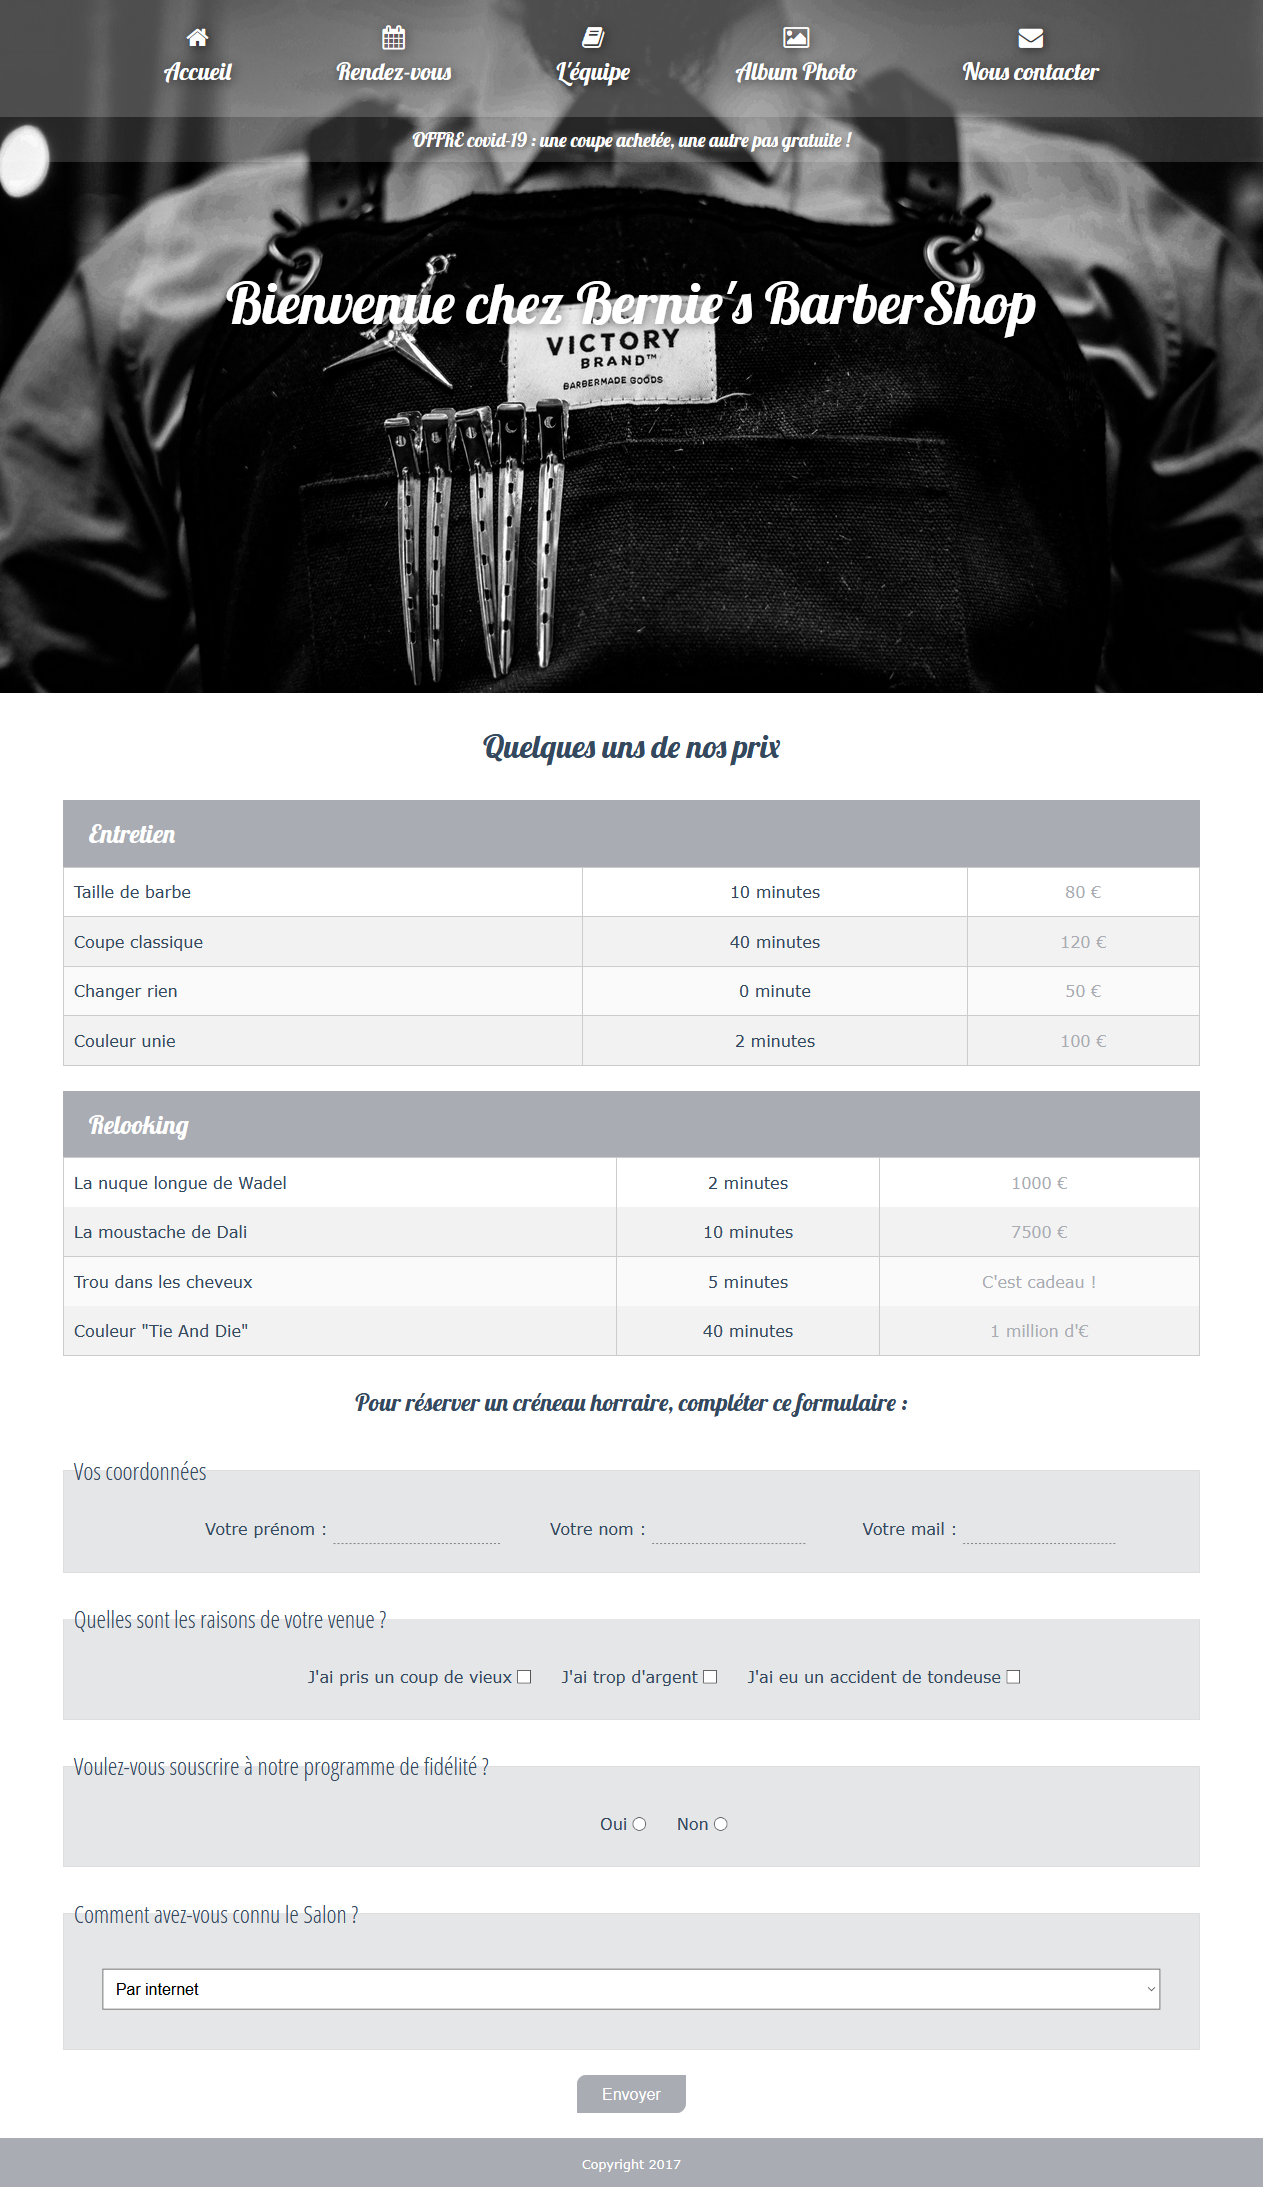 Accueil
Rendez-vous
L'équipe
Album Photo
Nous contacter
OFFRE covid-19 : une coupe achetée, une autre pas gratuite !
Bienvenue chez Bernie's BarberShop
VICTORY
BRAND™
BARBERMADE GOODS
Quelques uns de nos prix
Entretien
Taille de barbe 10 minutes 80 €
Coupe classique 40 minutes 120 €
Changer rien 0 minute 50 €
Couleur unie 2 minutes 100 €
Relooking
La nuque longue de Wadel 2 minutes 1000 €
La moustache de Dali 10 minutes 7500 €
Trou dans les cheveux 5 minutes C'est cadeau !
Couleur "Tie And Die" 40 minutes 1 million d'€
Pour réserver un créneau horraire, compléter ce formulaire :
Vos coordonnées
Votre prénom : Votre nom : Votre mail :
Quelles sont les raisons de votre venue ?
J'ai pris un coup de vieux J'ai trop d'argent J'ai eu un accident de tondeuse
Voulez-vous souscrire à notre programme de fidélité ?
Oui Non
Comment avez-vous connu le Salon ?
Par internet
Envoyer
Copyright 2017